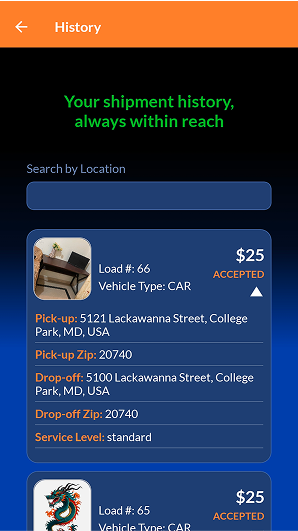 History
Your shipment history,
always within reach
Search by Location
$25
Load #: 66
ACCEPTED
Vehicle Type: CAR
Pick-up: 5121 Lackawanna Street, College
Park, MD, USA
Pick-up Zip: 20740
Drop-off: 5100 Lackawanna Street, College
Park, MD, USA
Drop-off Zip: 20740
Service Level: standard
$25
Load #: 65
ACCEPTED
Vehicle Type: CAR